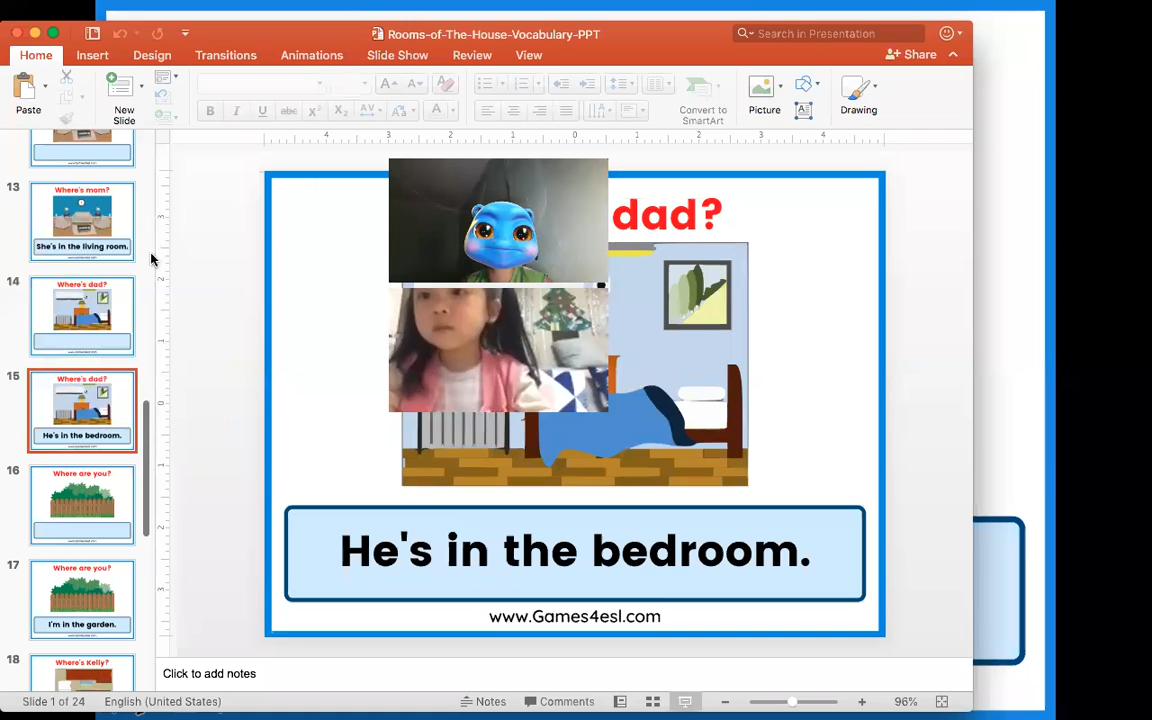 Rooms-of-The-House-Vocabulary-PPT
Search in Presentation
Home Insert Design Transitions Animations Slide Show Review View
Share
Paste
New Slide
Convert to SmartArt
Picture
Drawing
13
Where's mom?
She's in the living room.
14
Where's dad?
15
Where's dad?
He's in the bedroom.
16
Where are you?
17
Where are you?
I'm in the garden.
18
Where's Kelly?
dad?
He's in the bedroom.
www.Games4esl.com
Click to add notes
Slide 1 of 24 English (United States) Notes Comments 96%